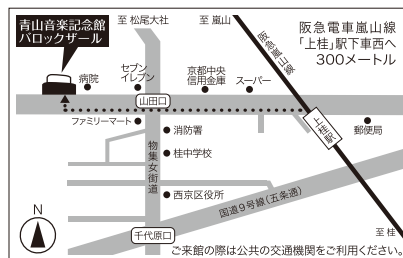 青山音楽記念館
バロックザール
至 松尾大社
至 嵐山
阪急嵐山線
阪急電車嵐山線
「上桂」駅下車西へ
300メートル
病院
セブン
イレブン
京都中央
信用金庫
スーパー
山田口
ファミリーマート
消防署
桂中学校
物集女街道
西京区役所
上桂駅
郵便局
国道9号線(五条通)
千代原口
至 桂
N
ご来館の際は公共の交通機関をご利用ください。